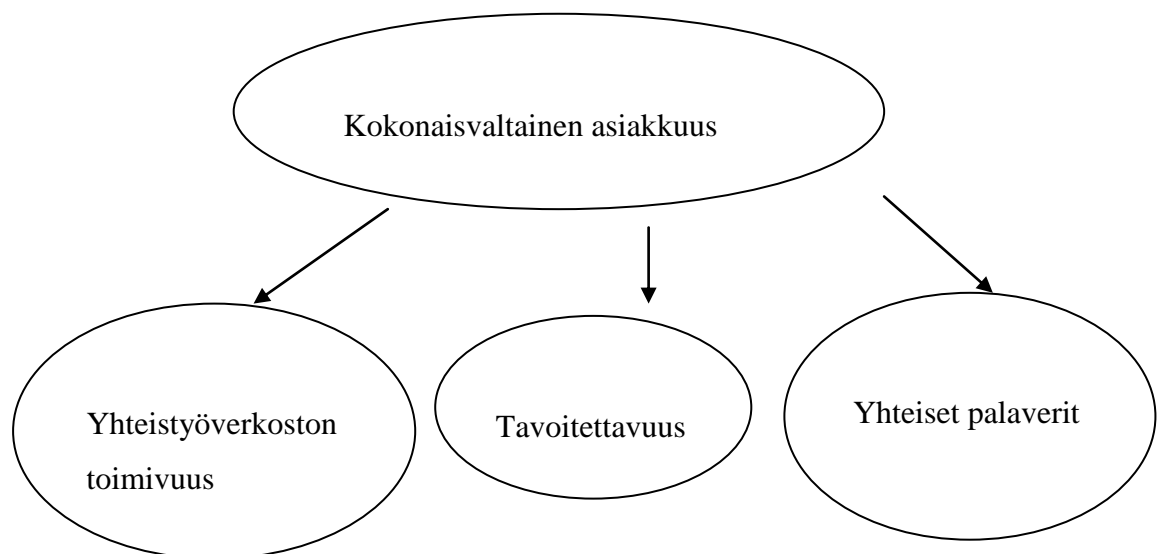 Kokonaisvaltainen asiakkuus
Yhteistyöverkoston
toimivuus
Tavoitettavuus
Yhteiset palaverit